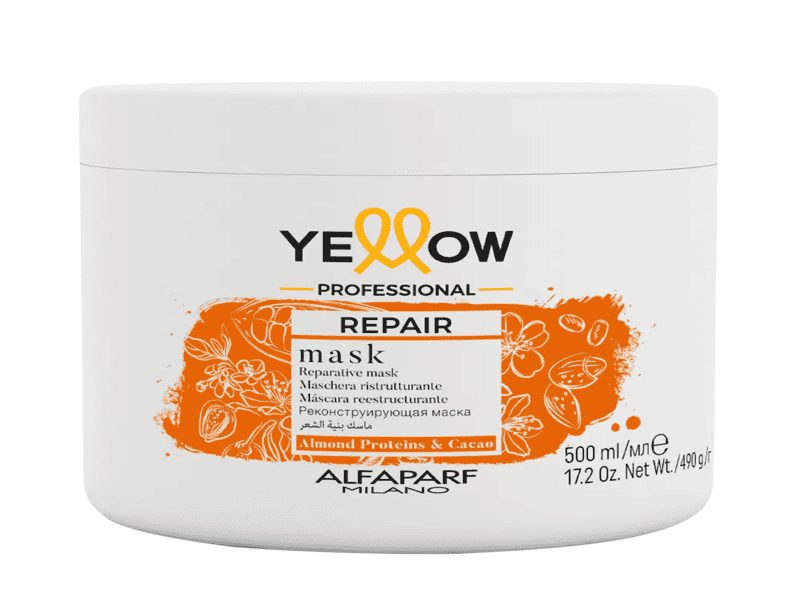 YELLOW
PROFESSIONAL
REPAIR
mask
Reparative mask
Maschera ristrutturante
Máscara reestructurante
Реконструирующая маска
ماسك بنية الشعر
Almond Proteins & Cacao
ALFAPARF
MILANO
500 ml/мл ℮
17.2 Oz. Net Wt./490 g/г